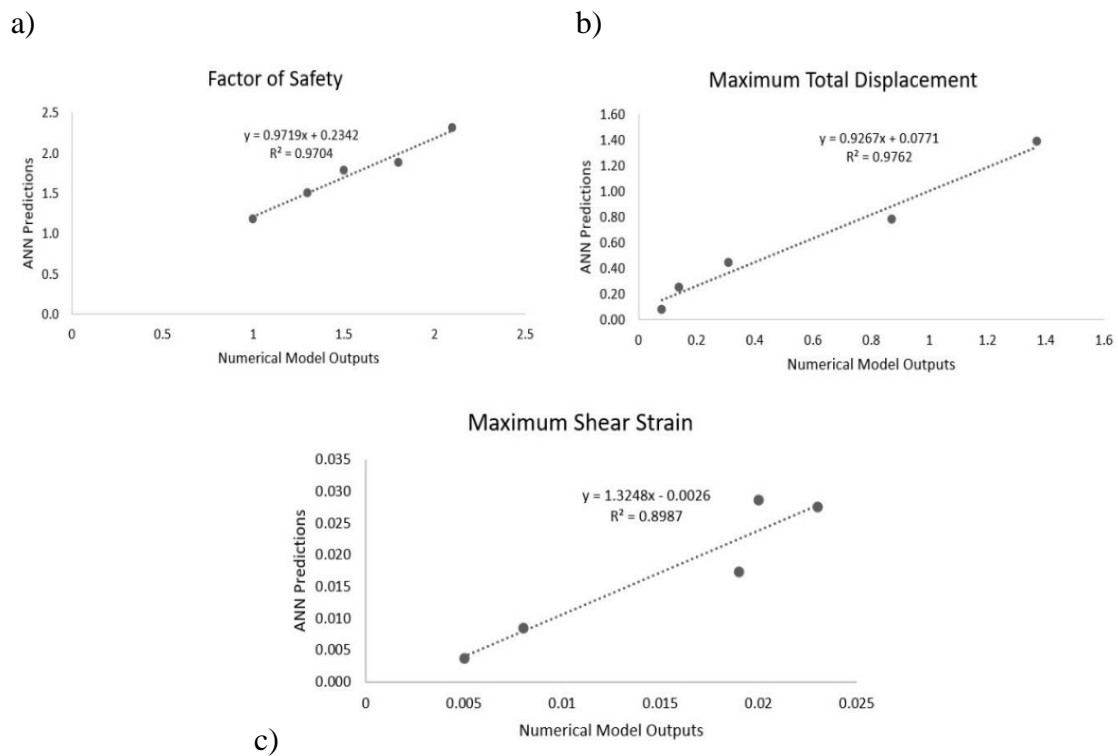 a)
b)
Factor of Safety
ANN Predictions
2.5
2.0
1.5
1.0
0.5
0.0
y = 0.9719x + 0.2342
R² = 0.9704
0
0.5
1
1.5
2
2.5
Numerical Model Outputs
Maximum Total Displacement
ANN Predictions
1.60
1.40
1.20
1.00
0.80
0.60
0.40
0.20
0.00
y = 0.9267x + 0.0771
R² = 0.9762
0
0.2
0.4
0.6
0.8
1
1.2
1.4
1.6
Numerical Model Outputs
Maximum Shear Strain
ANN Predictions
0.035
0.030
0.025
0.020
0.015
0.010
0.005
0.000
y = 1.3248x - 0.0026
R² = 0.8987
0
0.005
0.01
0.015
0.02
0.025
Numerical Model Outputs
c)